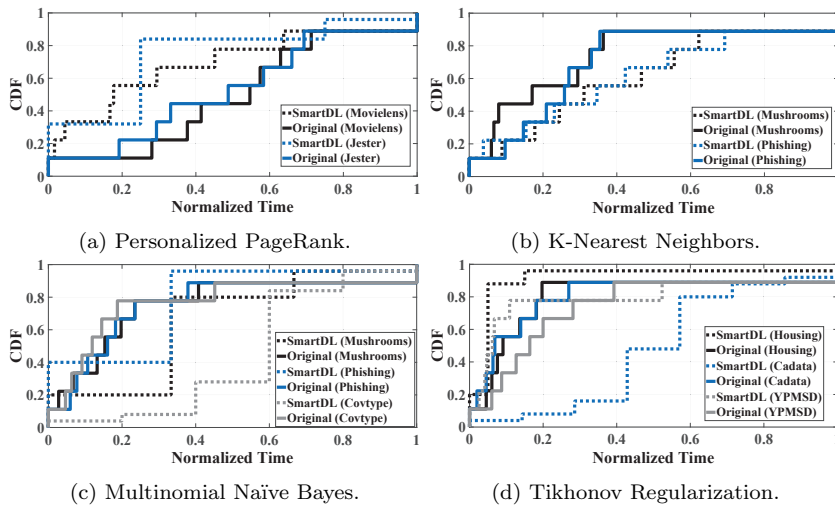 1
0.8
0.6
0.4
0.2
0
CDF
0 0.2 0.4 0.6 0.8 1
Normalized Time
SmartDL (Movielens)
Original (Movielens)
SmartDL (Jester)
Original (Jester)
(a) Personalized PageRank.
1
0.8
0.6
0.4
0.2
0
CDF
0 0.2 0.4 0.6 0.8
Normalized Time
SmartDL (Mushrooms)
Original (Mushrooms)
SmartDL (Phishing)
Original (Phishing)
(b) K-Nearest Neighbors.
1
0.8
0.6
0.4
0.2
0
CDF
0 0.2 0.4 0.6 0.8 1
Normalized Time
SmartDL (Mushrooms)
Original (Mushrooms)
SmartDL (Phishing)
Original (Phishing)
SmartDL (Covtype)
Original (Covtype)
(c) Multinomial Naïve Bayes.
1
0.8
0.6
0.4
0.2
0
CDF
0 0.2 0.4 0.6 0.8
Normalized Time
SmartDL (Housing)
Original (Housing)
SmartDL (Cadata)
Original (Cadata)
SmartDL (YPMSD)
Original (YPMSD)
(d) Tikhonov Regularization.